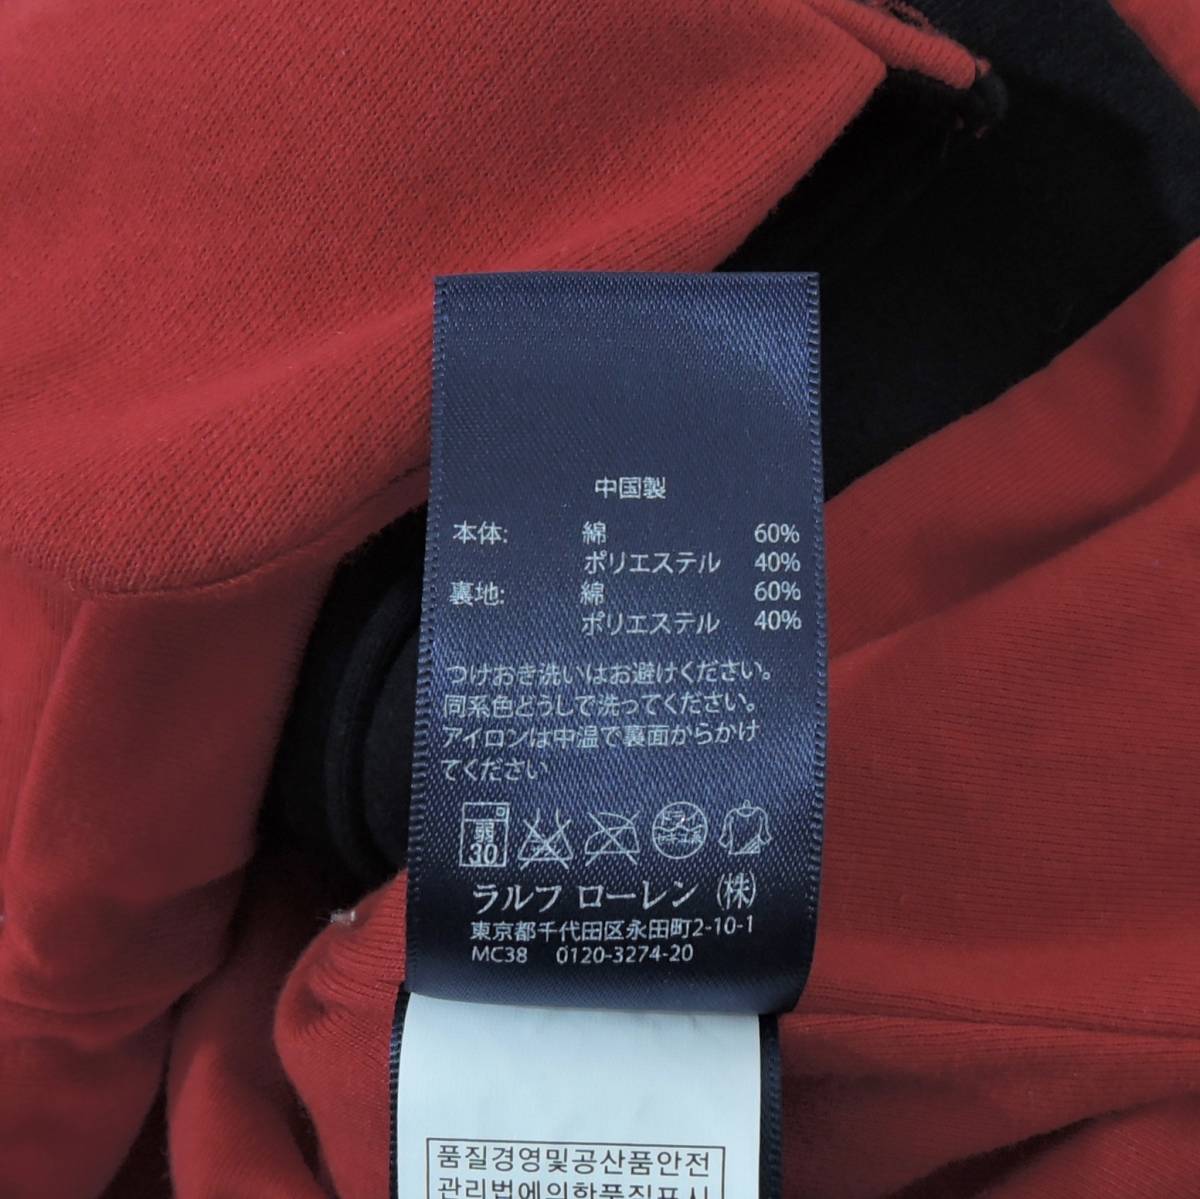 中国製
本体: 綿 60%
ポリエステル 40%
裏地: 綿 60%
ポリエステル 40%
つけおき洗いはお避けください。
同系色どうしで洗ってください。
アイロンは中温で裏面からかけ
てください
弱
30
ラルフ ローレン (株)
東京都千代田区永田町2-10-1
MC38 0120-3274-20
품질경영및공산품안전
관리법에의한품질표시